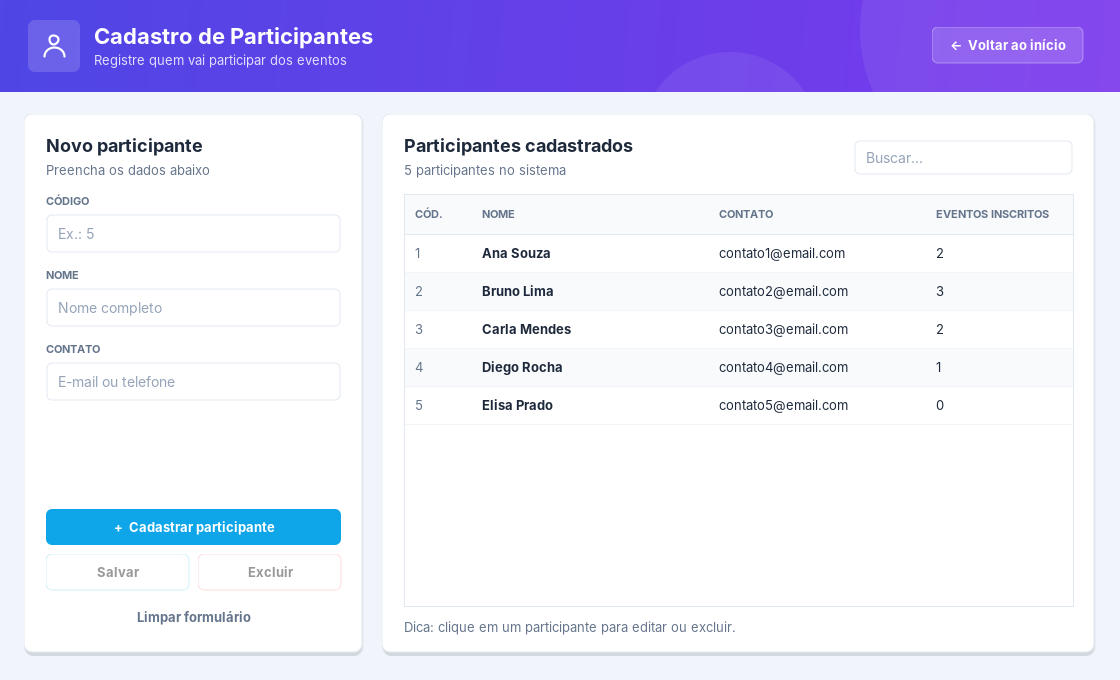 Cadastro de Participantes
Registre quem vai participar dos eventos
← Voltar ao início
Novo participante
Preencha os dados abaixo
CÓDIGO
Ex.: 5
NOME
Nome completo
CONTATO
E-mail ou telefone
+ Cadastrar participante
Salvar Excluir
Limpar formulário
Participantes cadastrados
5 participantes no sistema
Buscar...
CÓD. NOME CONTATO EVENTOS INSCRITOS
1 Ana Souza contato1@email.com 2
2 Bruno Lima contato2@email.com 3
3 Carla Mendes contato3@email.com 2
4 Diego Rocha contato4@email.com 1
5 Elisa Prado contato5@email.com 0
Dica: clique em um participante para editar ou excluir.